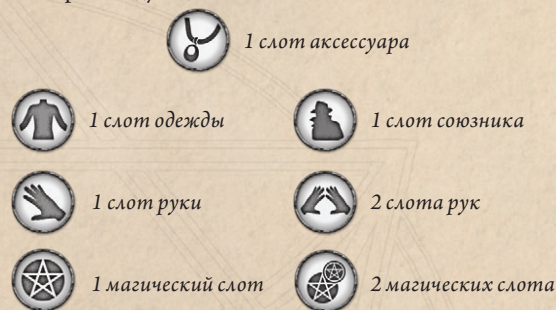 1 слот аксессуара
1 слот одежды
1 слот союзника
1 слот руки
2 слота рук
1 магический слот
2 магических слота